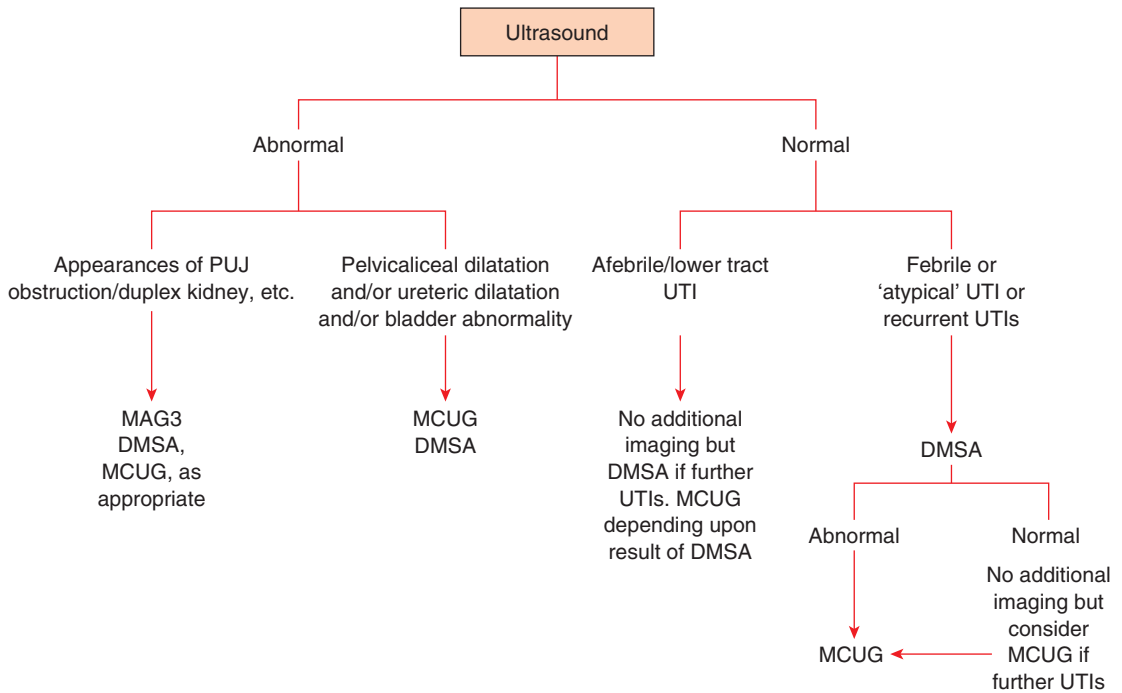 Ultrasound
Abnormal
Normal
Appearances of PUJ
obstruction/duplex kidney, etc.
Pelvicaliceal dilatation
and/or ureteric dilatation
and/or bladder abnormality
Afebrile/lower tract
UTI
Febrile or
‘atypical’ UTI or
recurrent UTIs
MAG3
DMSA,
MCUG, as
appropriate
MCUG
DMSA
No additional
imaging but
DMSA if further
UTIs. MCUG
depending upon
result of DMSA
DMSA
Abnormal
Normal
MCUG
No additional
imaging but
consider
MCUG if
further UTIs